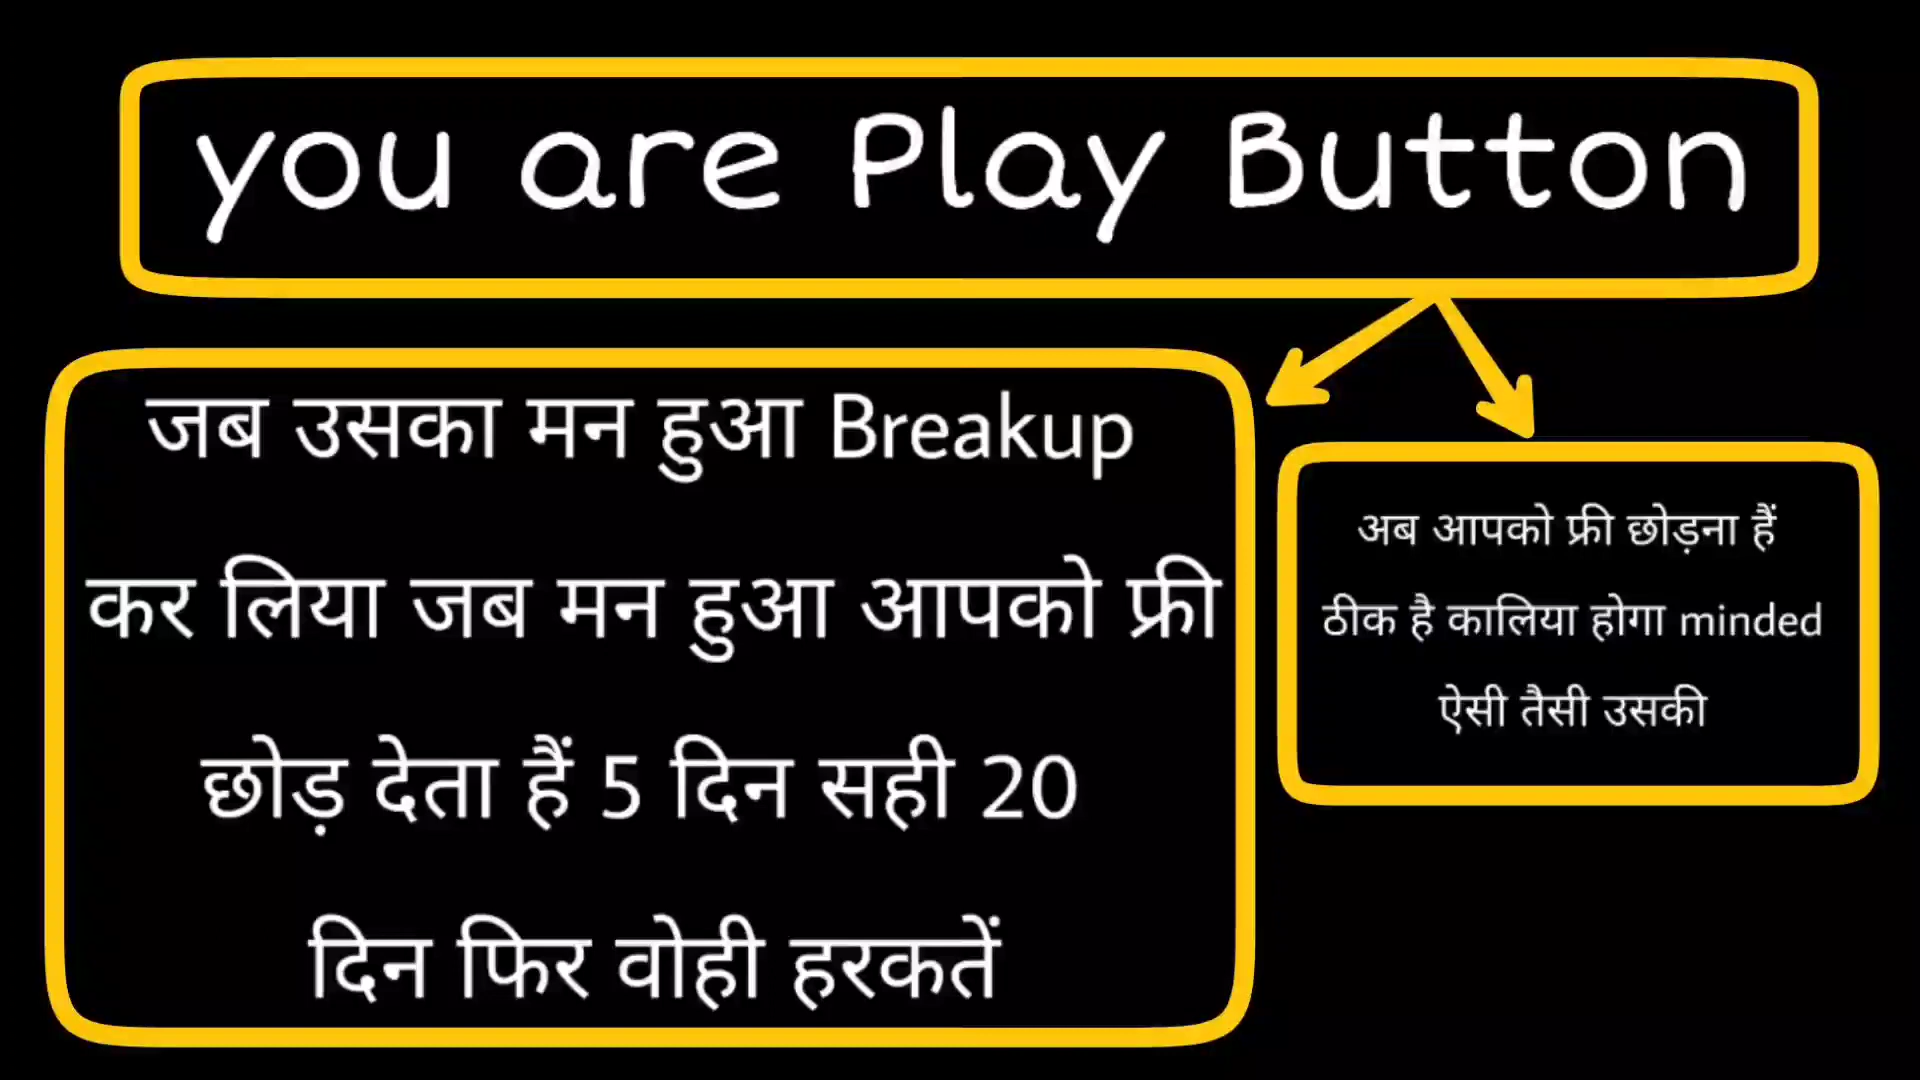 you are Play Button
जब उसका मन हुआ Breakup
कर लिया जब मन हुआ आपको फ्री
छोड़ देता हैं 5 दिन सही 20
दिन फिर वोही हरकतें
अब आपको फ्री छोड़ना हैं
ठीक है कालिया होगा minded
ऐसी तैसी उसकी